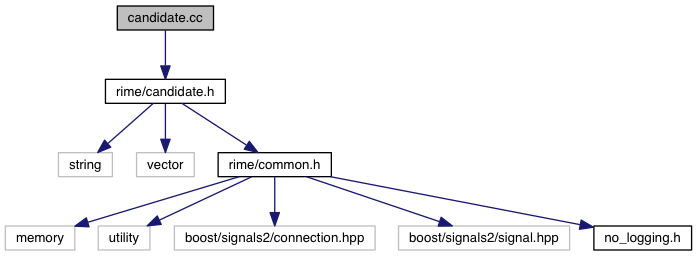 candidate.cc
rime/candidate.h
string
vector
rime/common.h
memory
utility
boost/signals2/connection.hpp
boost/signals2/signal.hpp
no_logging.h